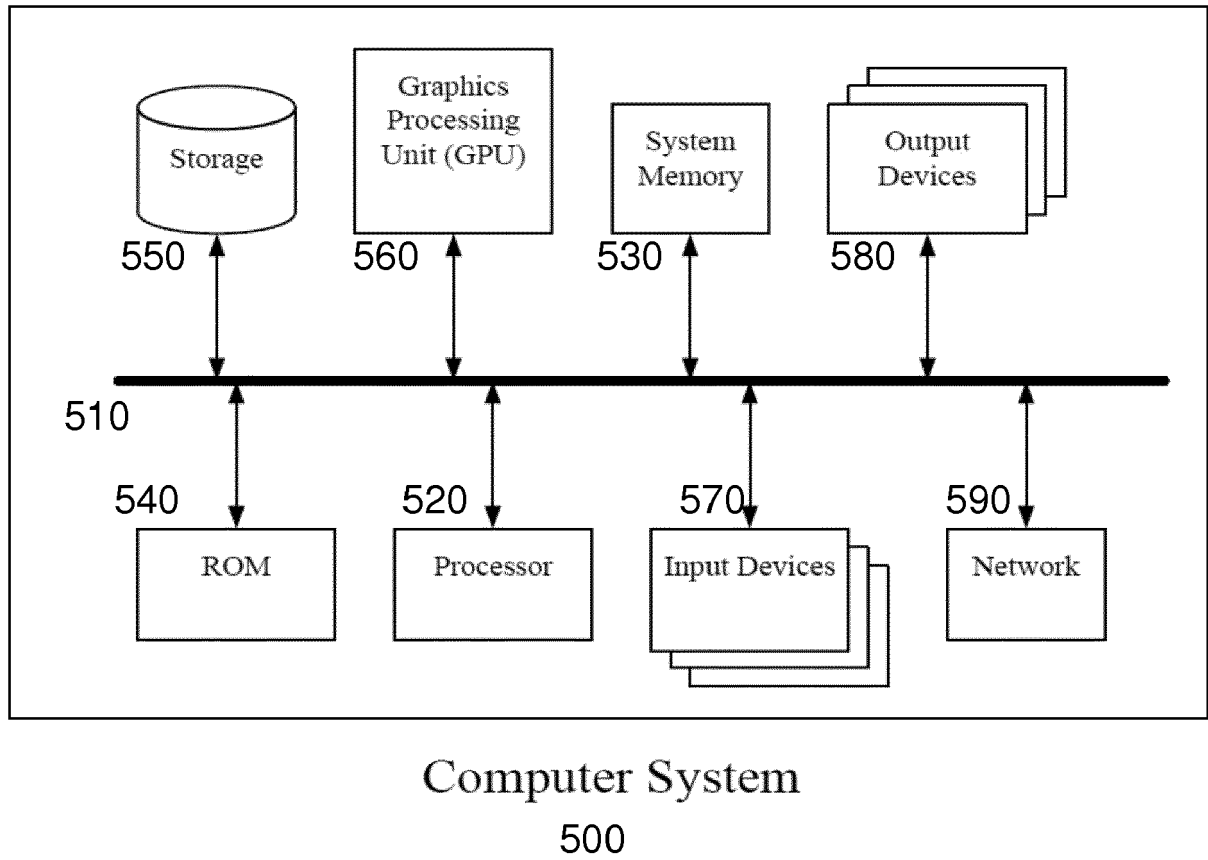 Storage
550
Graphics
Processing
Unit (GPU)
560
System
Memory
530
Output
Devices
580
510
540
ROM
520
Processor
570
Input Devices
590
Network
Computer System
500